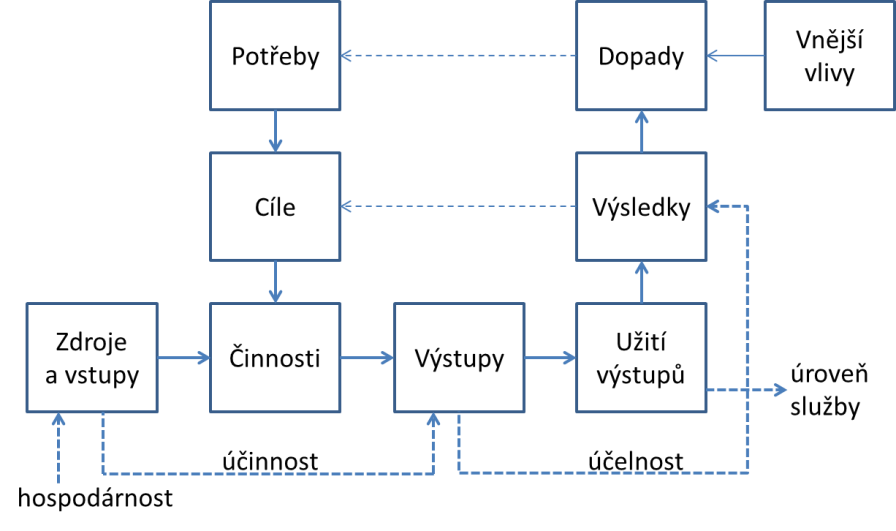 Potřeby
Dopady
Vnější
vlivy
Cíle
Výsledky
Zdroje
a vstupy
Činnosti
Výstupy
Užití
výstupů
úroveň
služby
účinnost
účelnost
hospodárnost